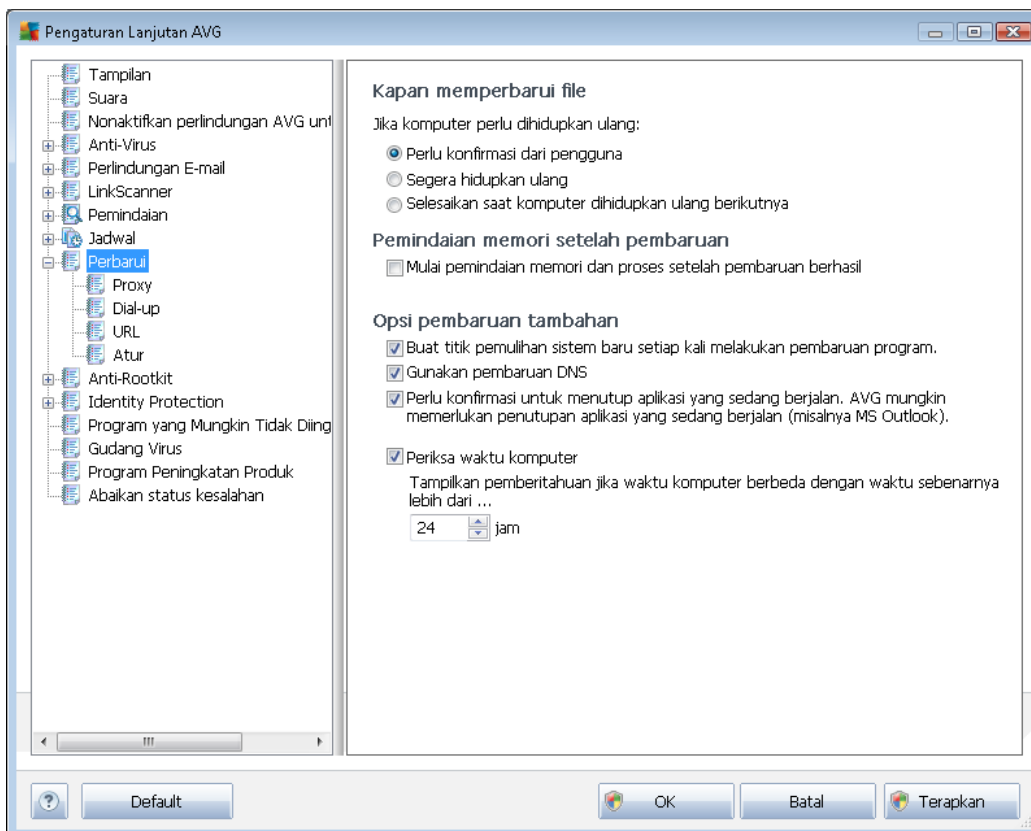 Pengaturan Lanjutan AVG
Tampilan
Suara
Nonaktifkan perlindungan AVG unt
Anti-Virus
Perlindungan E-mail
LinkScanner
Pemindaian
Jadwal
Perbarui
Proxy
Dial-up
URL
Atur
Anti-Rootkit
Identity Protection
Program yang Mungkin Tidak Diing
Gudang Virus
Program Peningkatan Produk
Abaikan status kesalahan
Kapan memperbarui file
Jika komputer perlu dihidupkan ulang:
Perlu konfirmasi dari pengguna
Segera hidupkan ulang
Selesaikan saat komputer dihidupkan ulang berikutnya
Pemindaian memori setelah pembaruan
Mulai pemindaian memori dan proses setelah pembaruan berhasil
Opsi pembaruan tambahan
Buat titik pemulihan sistem baru setiap kali melakukan pembaruan program.
Gunakan pembaruan DNS
Perlu konfirmasi untuk menutup aplikasi yang sedang berjalan. AVG mungkin
memerlukan penutupan aplikasi yang sedang berjalan (misalnya MS Outlook).
Periksa waktu komputer
Tampilkan pemberitahuan jika waktu komputer berbeda dengan waktu sebenarnya
lebih dari ...
24 jam
? Default OK Batal Terapkan